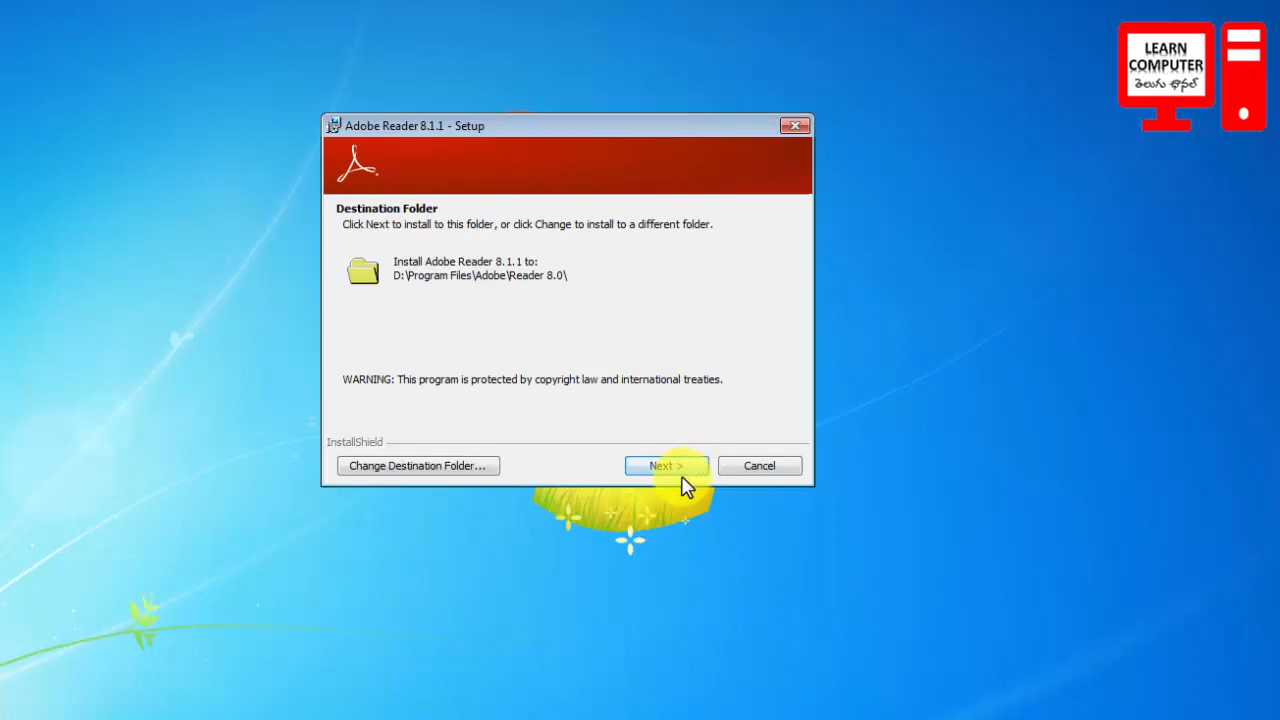 LEARN
COMPUTER
తెలుగు ఛానల్
Adobe Reader 8.1.1 - Setup
Destination Folder
Click Next to install to this folder, or click Change to install to a different folder.
Install Adobe Reader 8.1.1 to:
D:\Program Files\Adobe\Reader 8.0\
WARNING: This program is protected by copyright law and international treaties.
InstallShield
Change Destination Folder...
Next >
Cancel